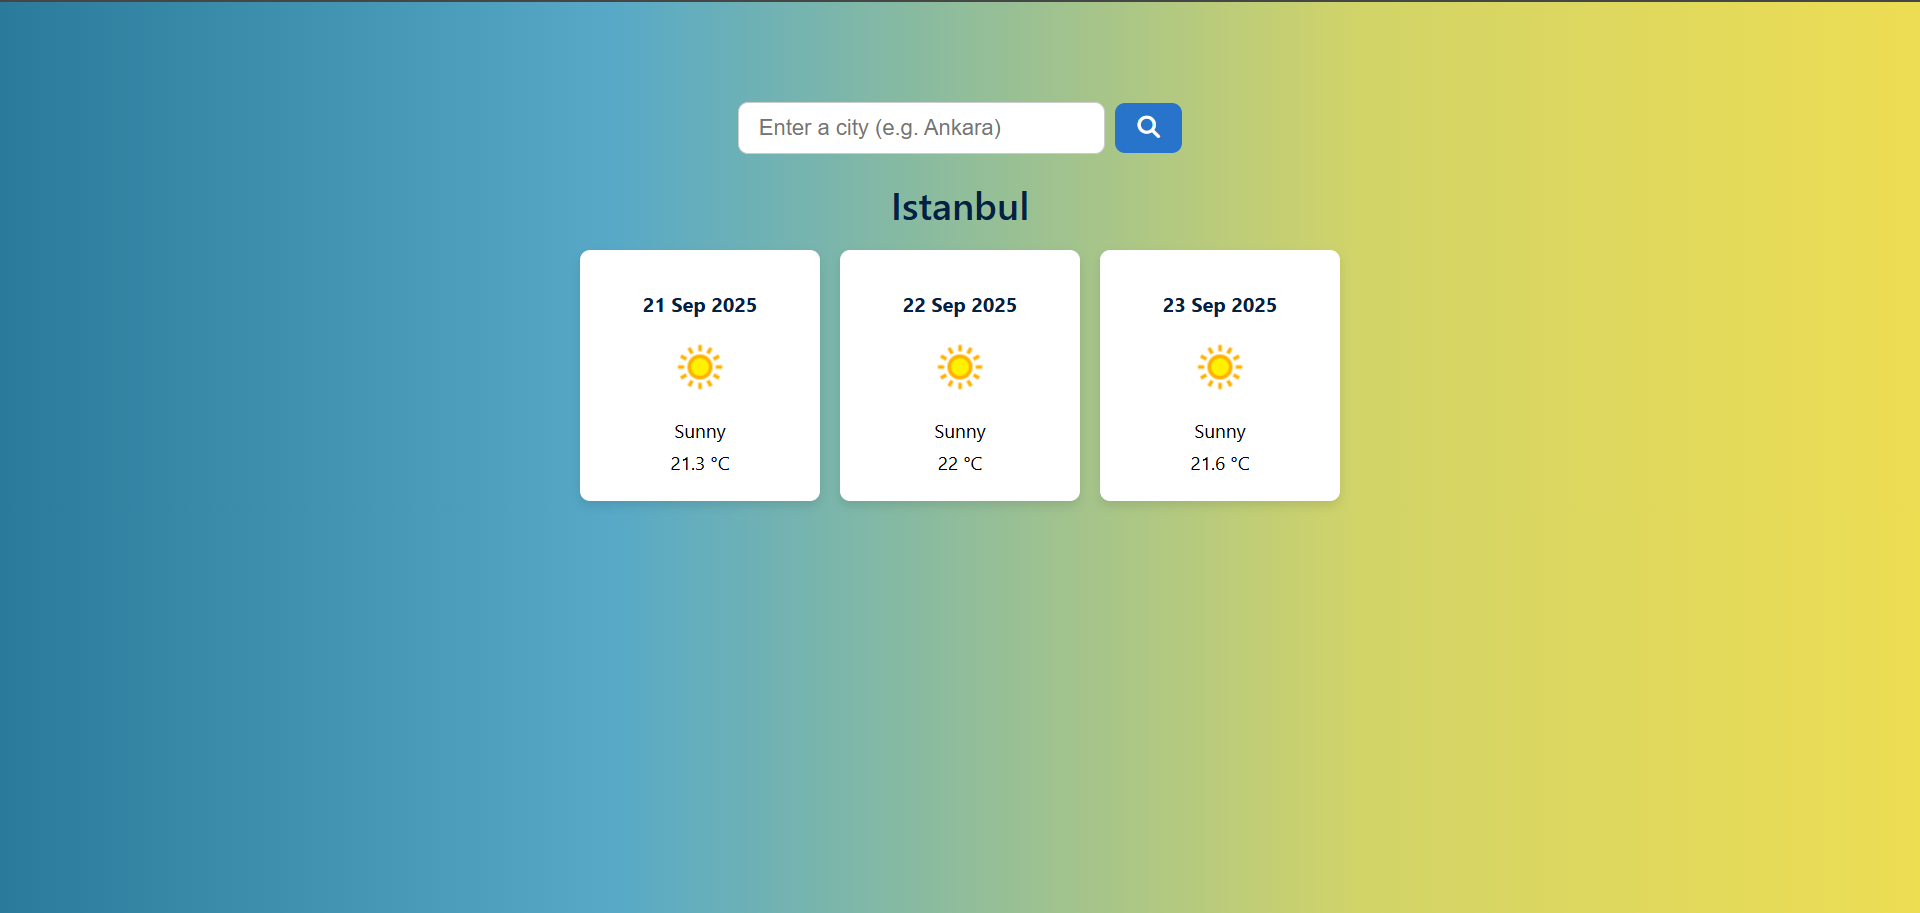 Enter a city (e.g. Ankara)
Istanbul
21 Sep 2025
Sunny
21.3 °C
22 Sep 2025
Sunny
22 °C
23 Sep 2025
Sunny
21.6 °C